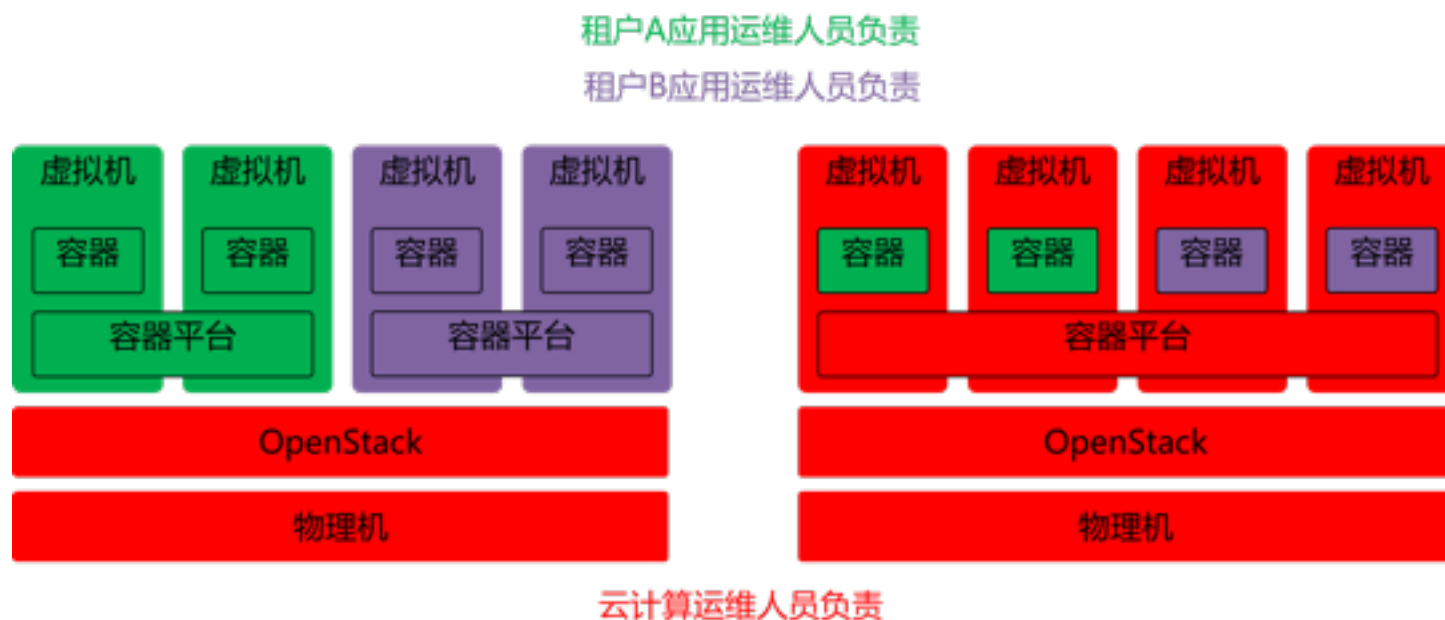 租户A应用运维人员负责
租户B应用运维人员负责
虚拟机 虚拟机 虚拟机 虚拟机 虚拟机 虚拟机 虚拟机 虚拟机
容器 容器 容器 容器 容器 容器 容器 容器
容器平台 容器平台 容器平台
OpenStack OpenStack
物理机 物理机
云计算运维人员负责